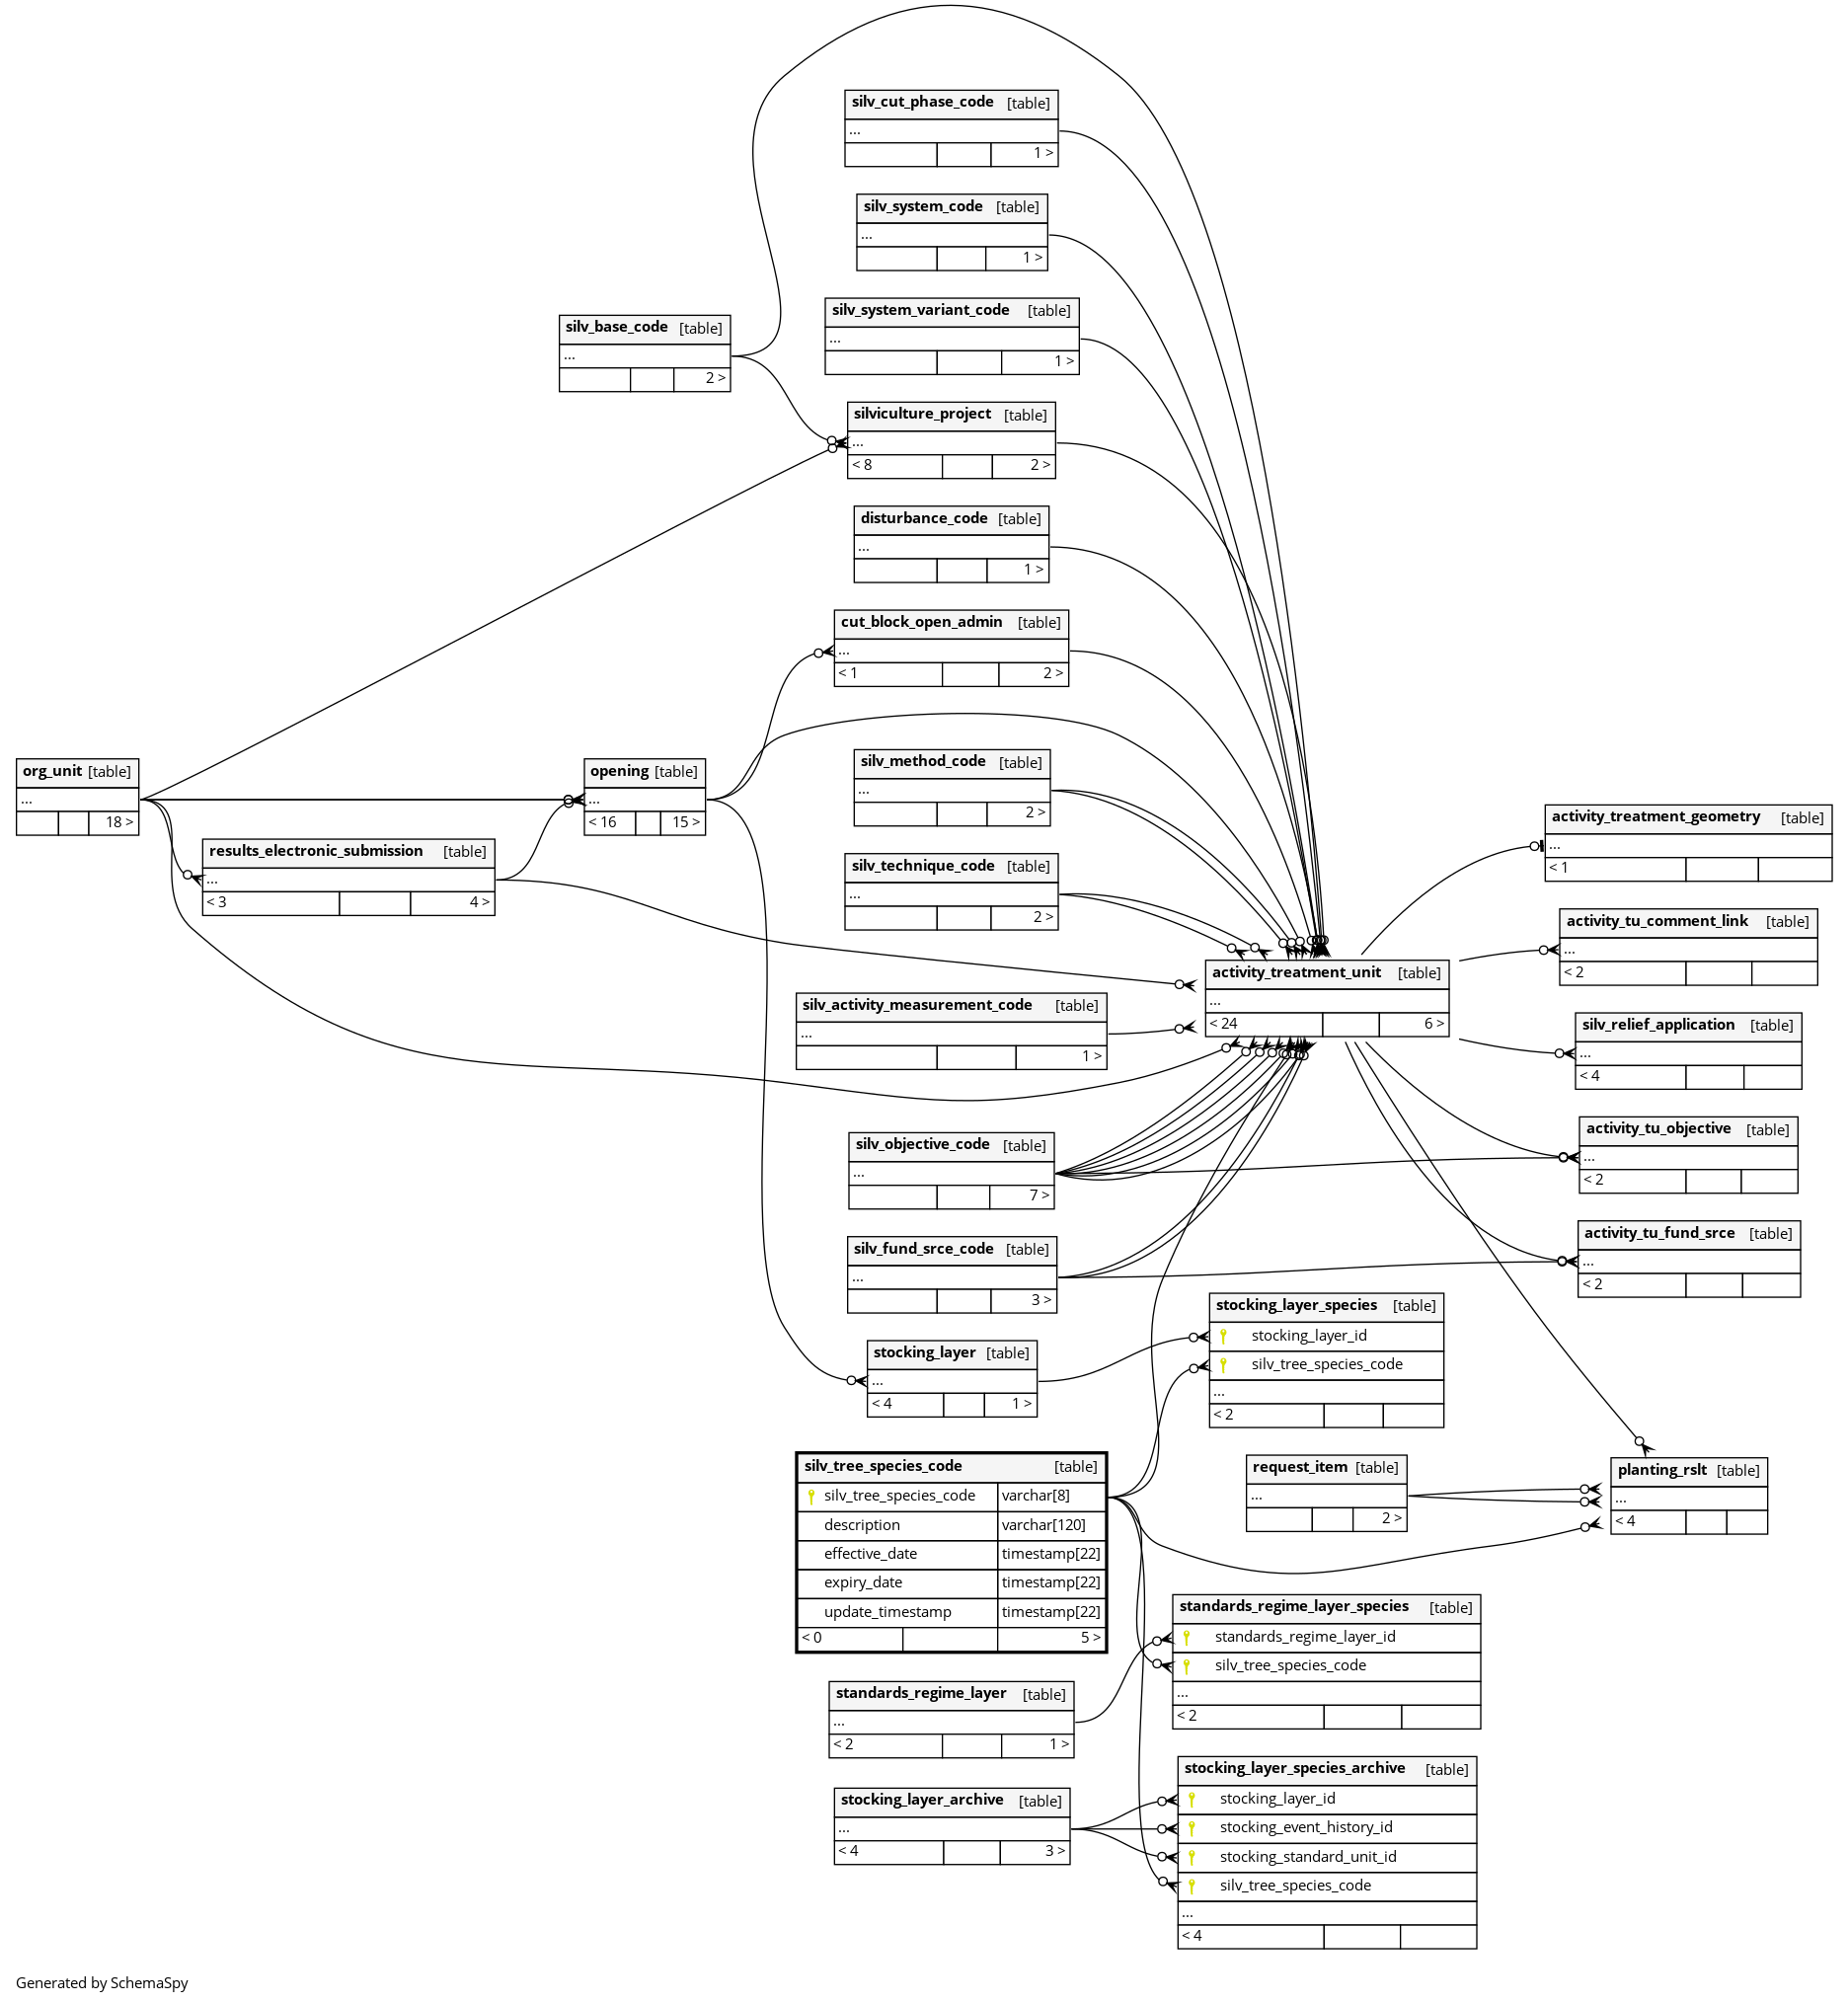 silv_cut_phase_code [table]
...
1 >
silv_system_code [table]
...
1 >
silv_system_variant_code [table]
...
1 >
silv_base_code [table]
...
2 >
silviculture_project [table]
...
< 8 2 >
disturbance_code [table]
...
1 >
cut_block_open_admin [table]
...
< 1 2 >
org_unit [table]
...
18 >
opening [table]
...
< 16 15 >
results_electronic_submission [table]
...
< 3 4 >
silv_method_code [table]
...
2 >
silv_technique_code [table]
...
2 >
silv_activity_measurement_code [table]
...
1 >
activity_treatment_unit [table]
...
< 24 6 >
activity_treatment_geometry [table]
...
< 1
activity_tu_comment_link [table]
...
< 2
silv_relief_application [table]
...
< 4
activity_tu_objective [table]
...
< 2
activity_tu_fund_srce [table]
...
< 2
silv_objective_code [table]
...
7 >
silv_fund_srce_code [table]
...
3 >
stocking_layer [table]
...
< 4 1 >
stocking_layer_species [table]
stocking_layer_id
silv_tree_species_code
...
< 2
silv_tree_species_code [table]
silv_tree_species_code varchar[8]
description varchar[120]
effective_date timestamp[22]
expiry_date timestamp[22]
update_timestamp timestamp[22]
< 0 5 >
request_item [table]
...
2 >
planting_rslt [table]
...
< 4
standards_regime_layer_species [table]
standards_regime_layer_id
silv_tree_species_code
...
< 2
standards_regime_layer [table]
...
< 2 1 >
stocking_layer_archive [table]
...
< 4 3 >
stocking_layer_species_archive [table]
stocking_layer_id
stocking_event_history_id
stocking_standard_unit_id
silv_tree_species_code
...
< 4
Generated by SchemaSpy